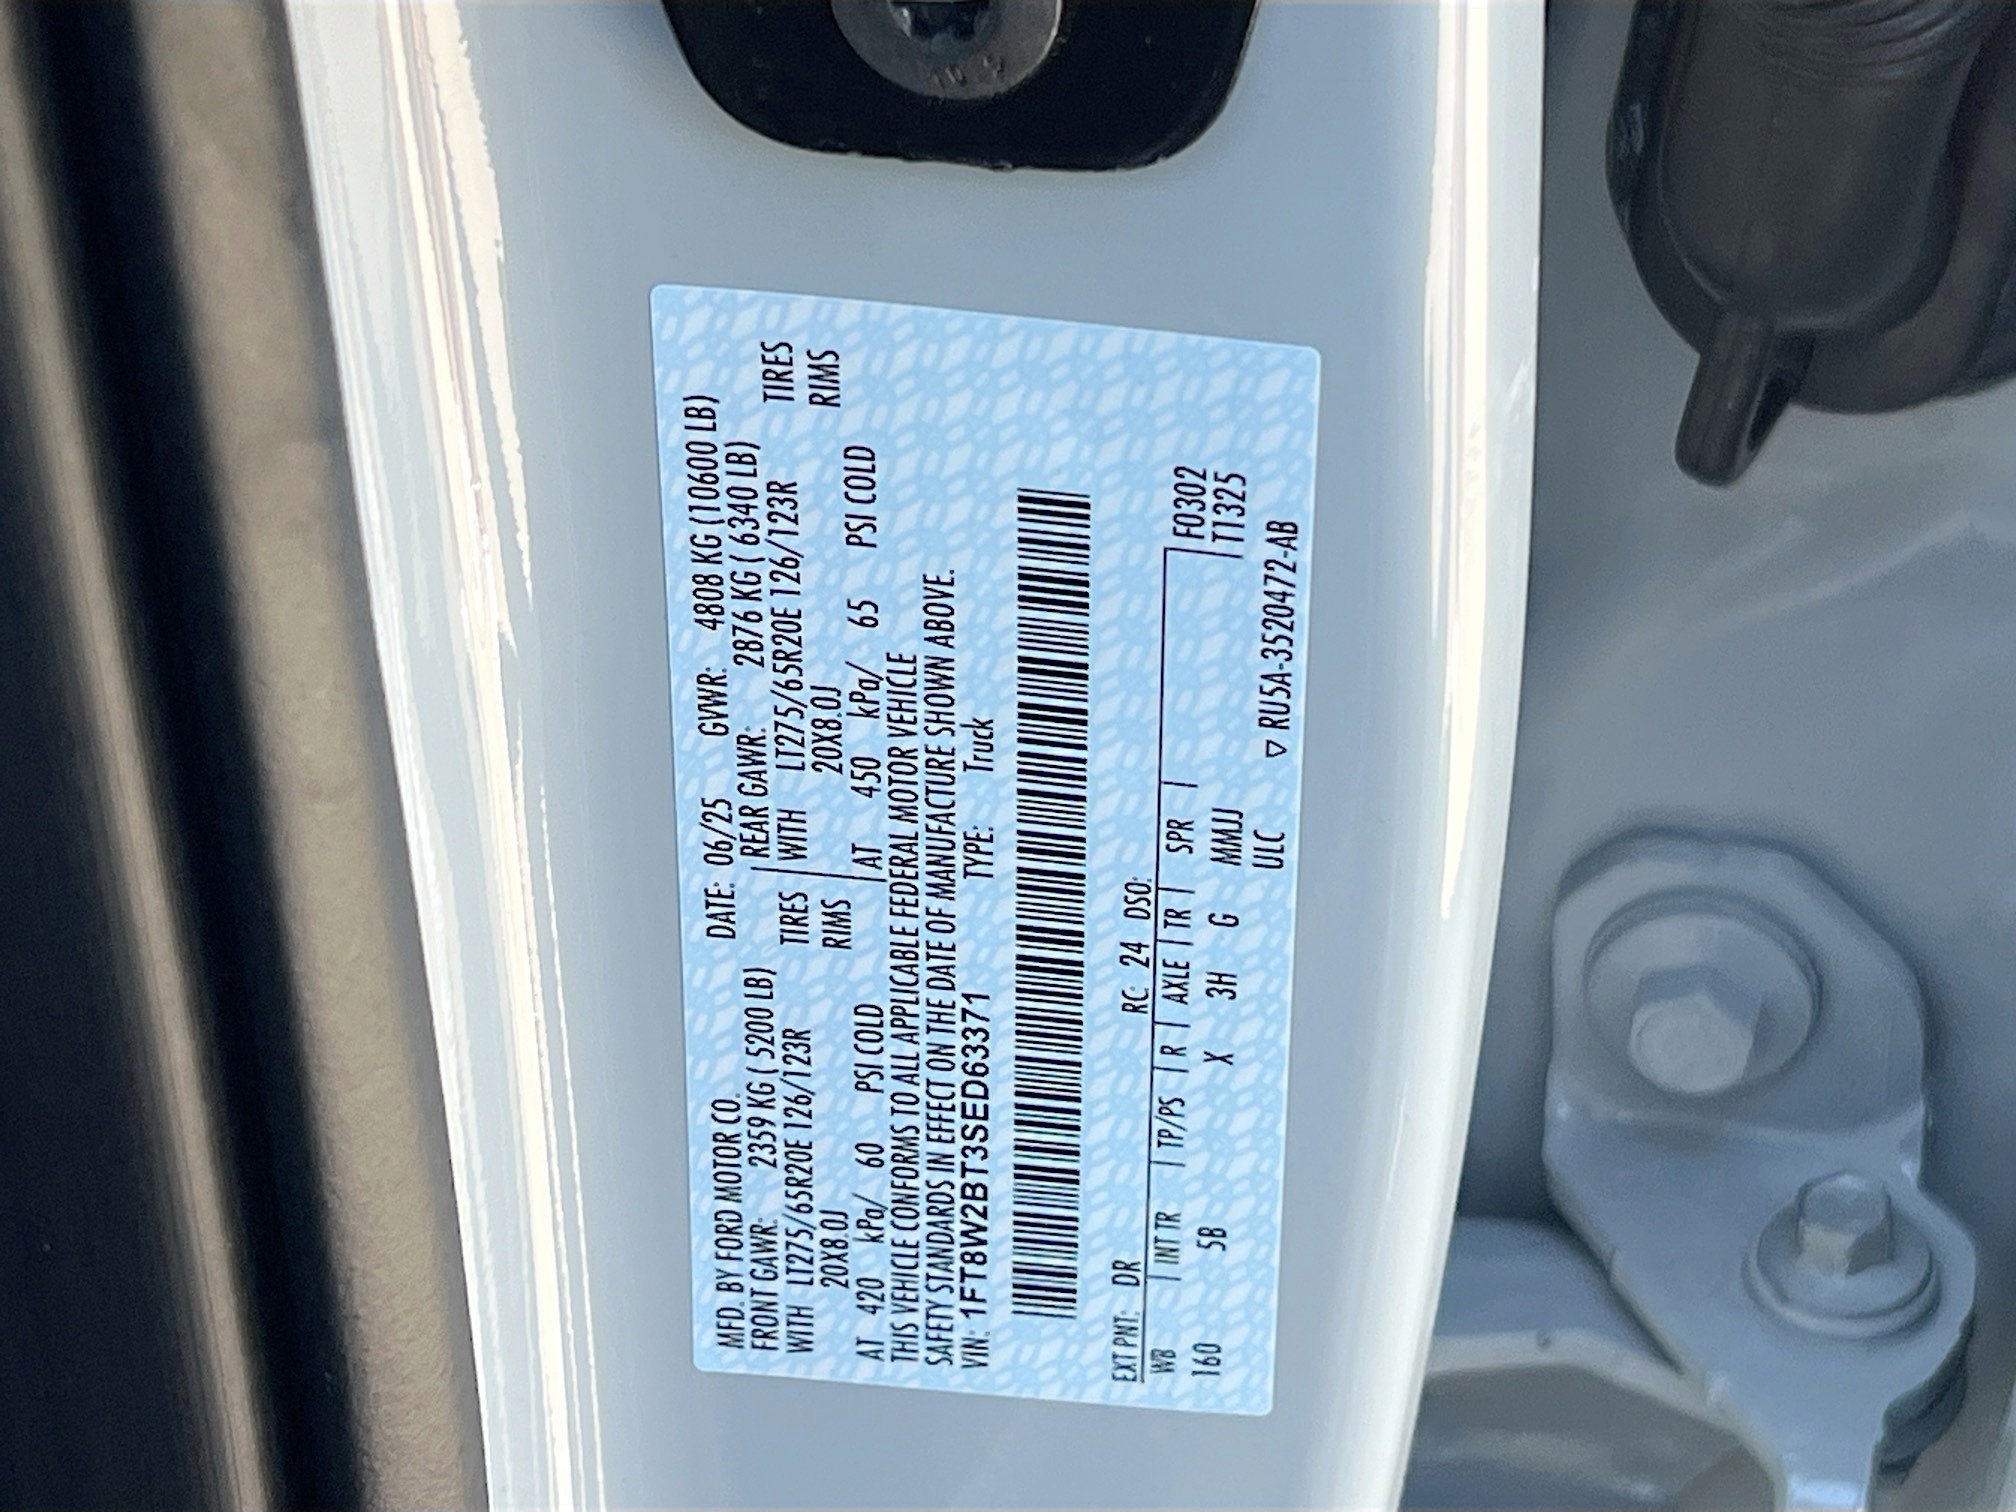 MFD. BY FORD MOTOR CO. DATE: 06/25 GVWR: 4808 KG (10600 LB)
FRONT GAWR: 2359 KG ( 5200 LB) REAR GAWR: 2876 KG ( 6340 LB)
WITH LT275/65R20E 126/123R TIRES WITH LT275/65R20E 126/123R TIRES
20X8.0J RIMS 20X8.0J RIMS
AT 420 kPa/ 60 PSI COLD AT 450 kPa/ 65 PSI COLD
THIS VEHICLE CONFORMS TO ALL APPLICABLE FEDERAL MOTOR VEHICLE
SAFETY STANDARDS IN EFFECT ON THE DATE OF MANUFACTURE SHOWN ABOVE.
VIN: 1FT8W2BT3SED63371 TYPE: Truck
EXT PNT: DR RC: 24 DSO:
WB INT TR TP/PS R AXLE TR SPR F0302
160 5B X 3H G MMJJ T1325
ULC ▽ RU5A-3520472-AB